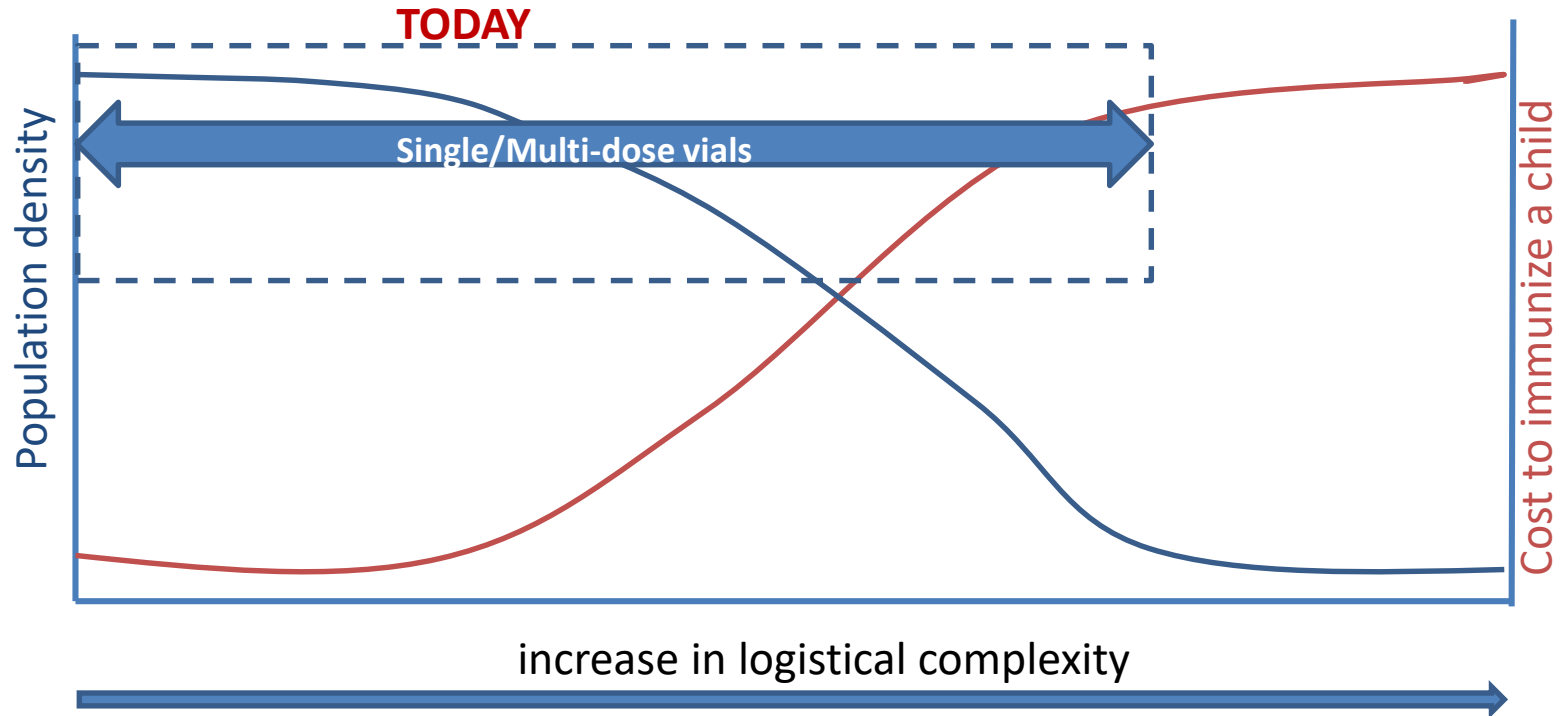 TODAY
Single/Multi-dose vials
Population density
Cost to immunize a child
increase in logistical complexity